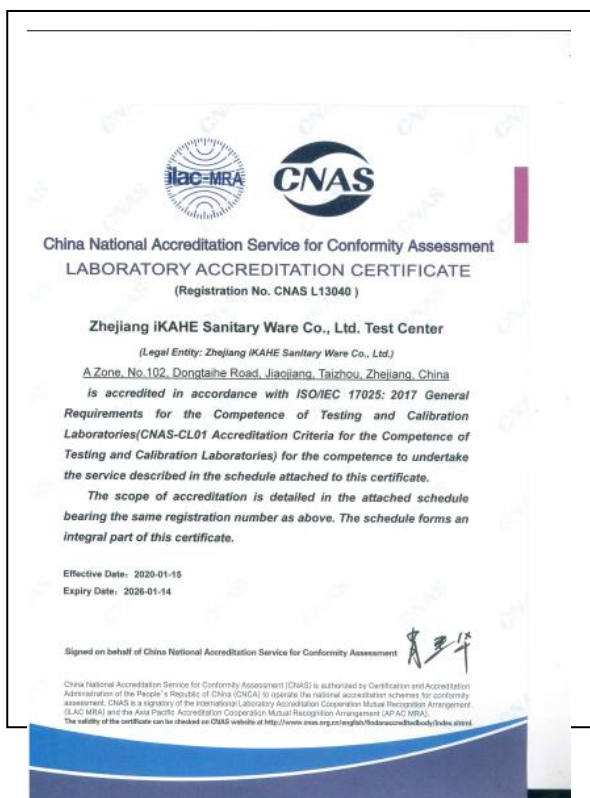 ilac-MRA
CNAS
China National Accreditation Service for Conformity Assessment
LABORATORY ACCREDITATION CERTIFICATE
(Registration No. CNAS L13040 )
Zhejiang iKAHE Sanitary Ware Co., Ltd. Test Center
(Legal Entity: Zhejiang iKAHE Sanitary Ware Co., Ltd.)
A Zone, No.102, Dongtaihe Road, Jiaojiang, Taizhou, Zhejiang, China
is accredited in accordance with ISO/IEC 17025: 2017 General
Requirements for the Competence of Testing and Calibration
Laboratories(CNAS-CL01 Accreditation Criteria for the Competence of
Testing and Calibration Laboratories) for the competence to undertake
the service described in the schedule attached to this certificate.
The scope of accreditation is detailed in the attached schedule
bearing the same registration number as above. The schedule forms an
integral part of this certificate.
Effective Date: 2020-01-15
Expiry Date: 2026-01-14
Signed on behalf of China National Accreditation Service for Conformity Assessment
China National Accreditation Service for Conformity Assessment (CNAS) is authorized by Certification and Accreditation
Administration of the People's Republic of China (CNCA) to operate the national accreditation schemes for conformity
assessment. CNAS is a signatory of the International Laboratory Accreditation Cooperation Mutual Recognition Arrangement
(ILAC MRA) and the Asia Pacific Accreditation Cooperation Mutual Recognition Arrangement (APAC MRA).
The validity of the certificate can be checked on CNAS website at http://www.cnas.org.cn/english/findanaccreditedbody/index.shtml